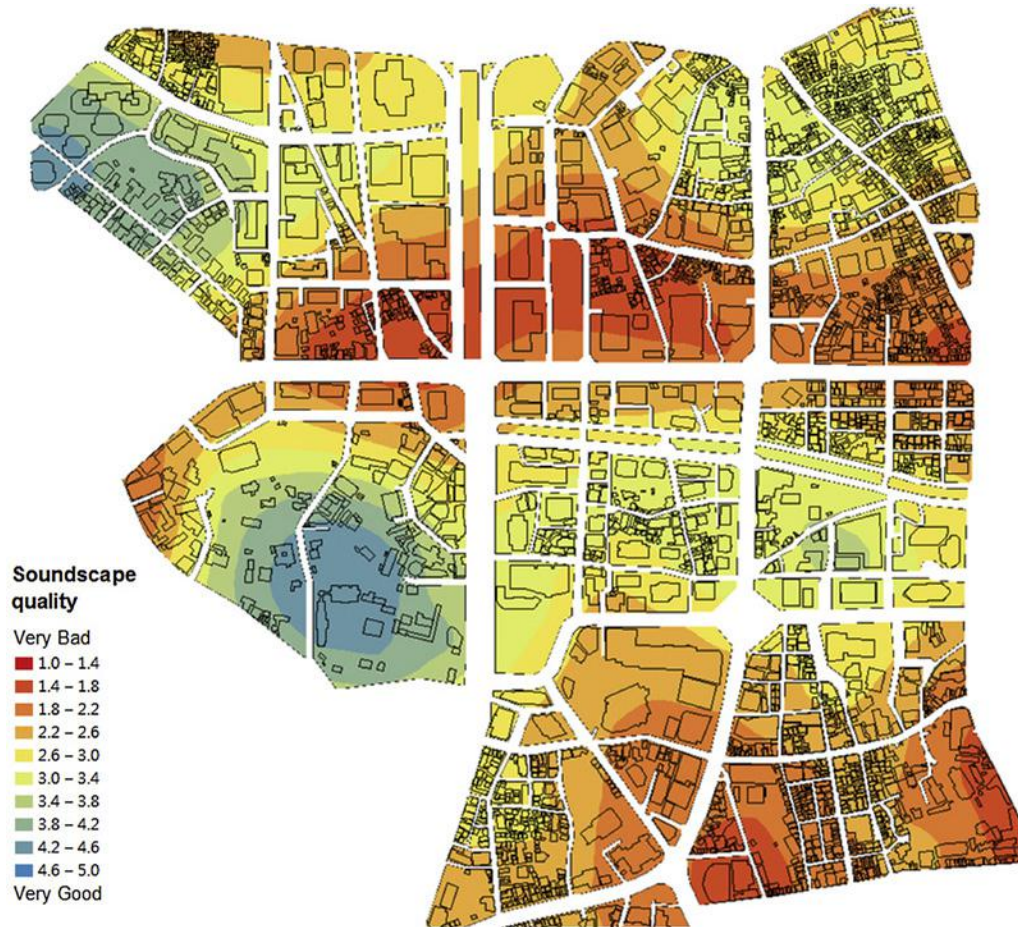 Soundscape
quality
Very Bad
1.0 – 1.4
1.4 – 1.8
1.8 – 2.2
2.2 – 2.6
2.6 – 3.0
3.0 – 3.4
3.4 – 3.8
3.8 – 4.2
4.2 – 4.6
4.6 – 5.0
Very Good